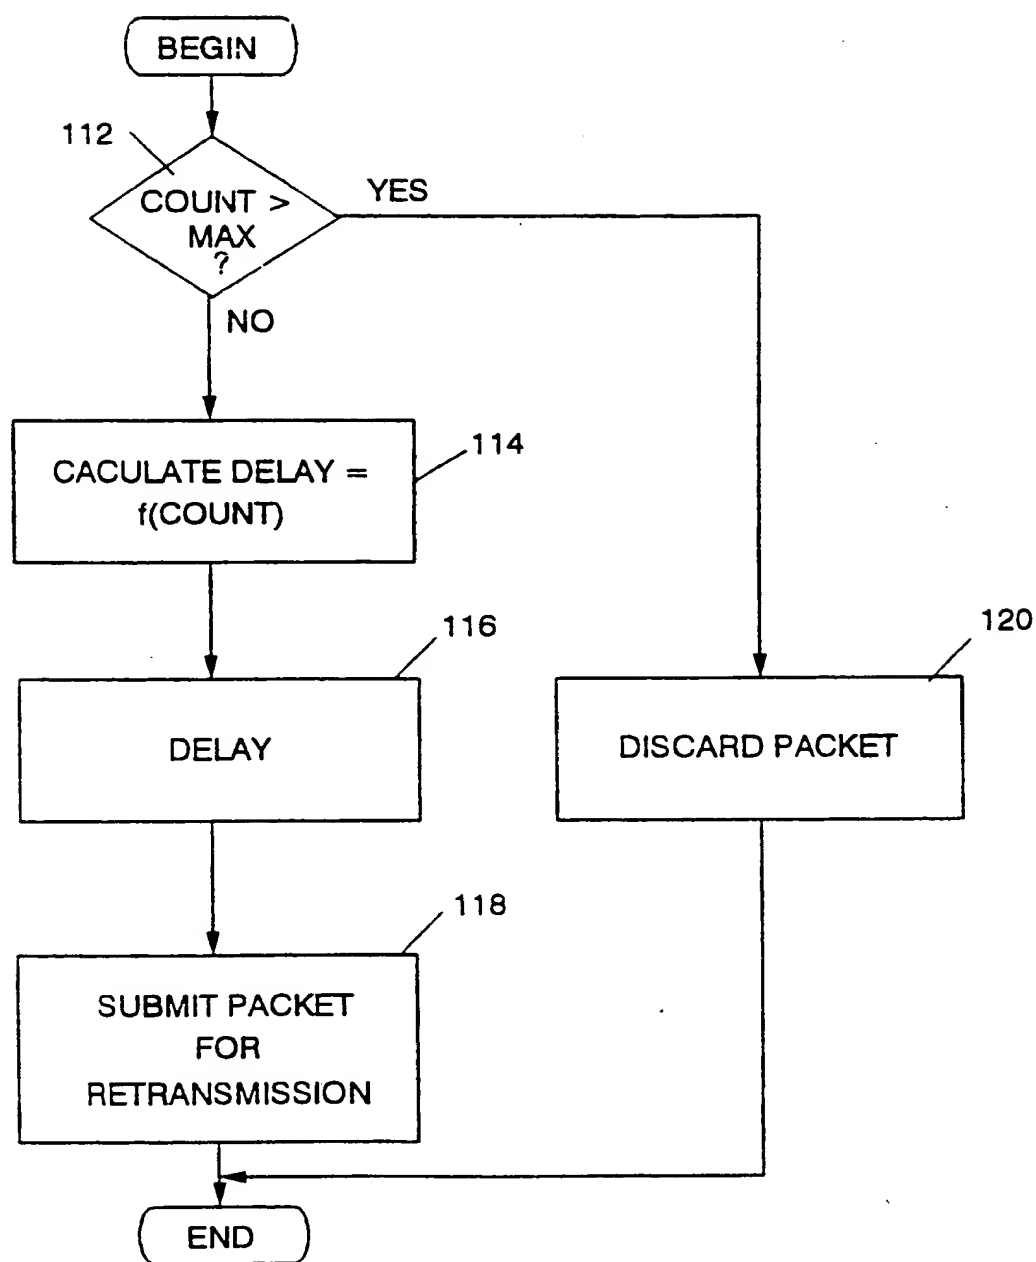 BEGIN
112
COUNT >
MAX
?
YES
NO
CACULATE DELAY =
f(COUNT)
114
116
DELAY
120
DISCARD PACKET
118
SUBMIT PACKET
FOR
RETRANSMISSION
END